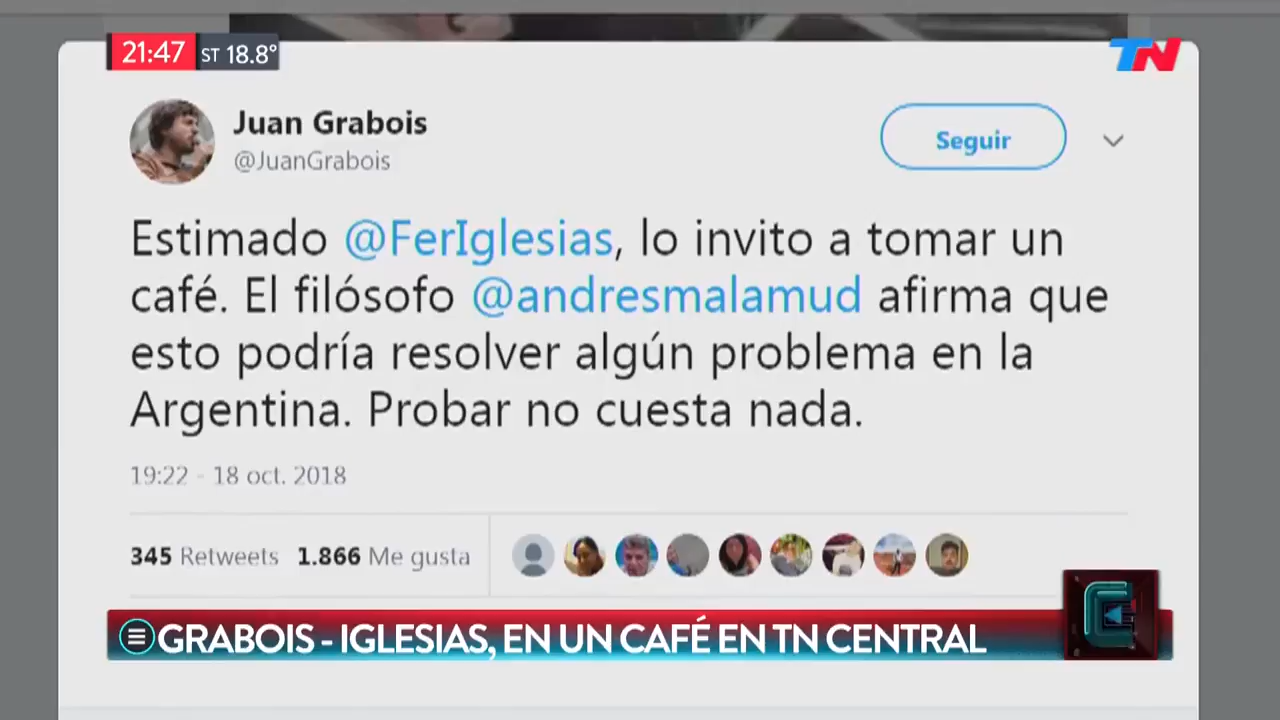 21:47 ST 18.8°
TN
Juan Grabois
@JuanGrabois
Seguir
Estimado @FerIglesias, lo invito a tomar un
café. El filósofo @andresmalamud afirma que
esto podría resolver algún problema en la
Argentina. Probar no cuesta nada.
19:22 - 18 oct. 2018
345 Retweets 1.866 Me gusta
GRABOIS - IGLESIAS, EN UN CAFÉ EN TN CENTRAL